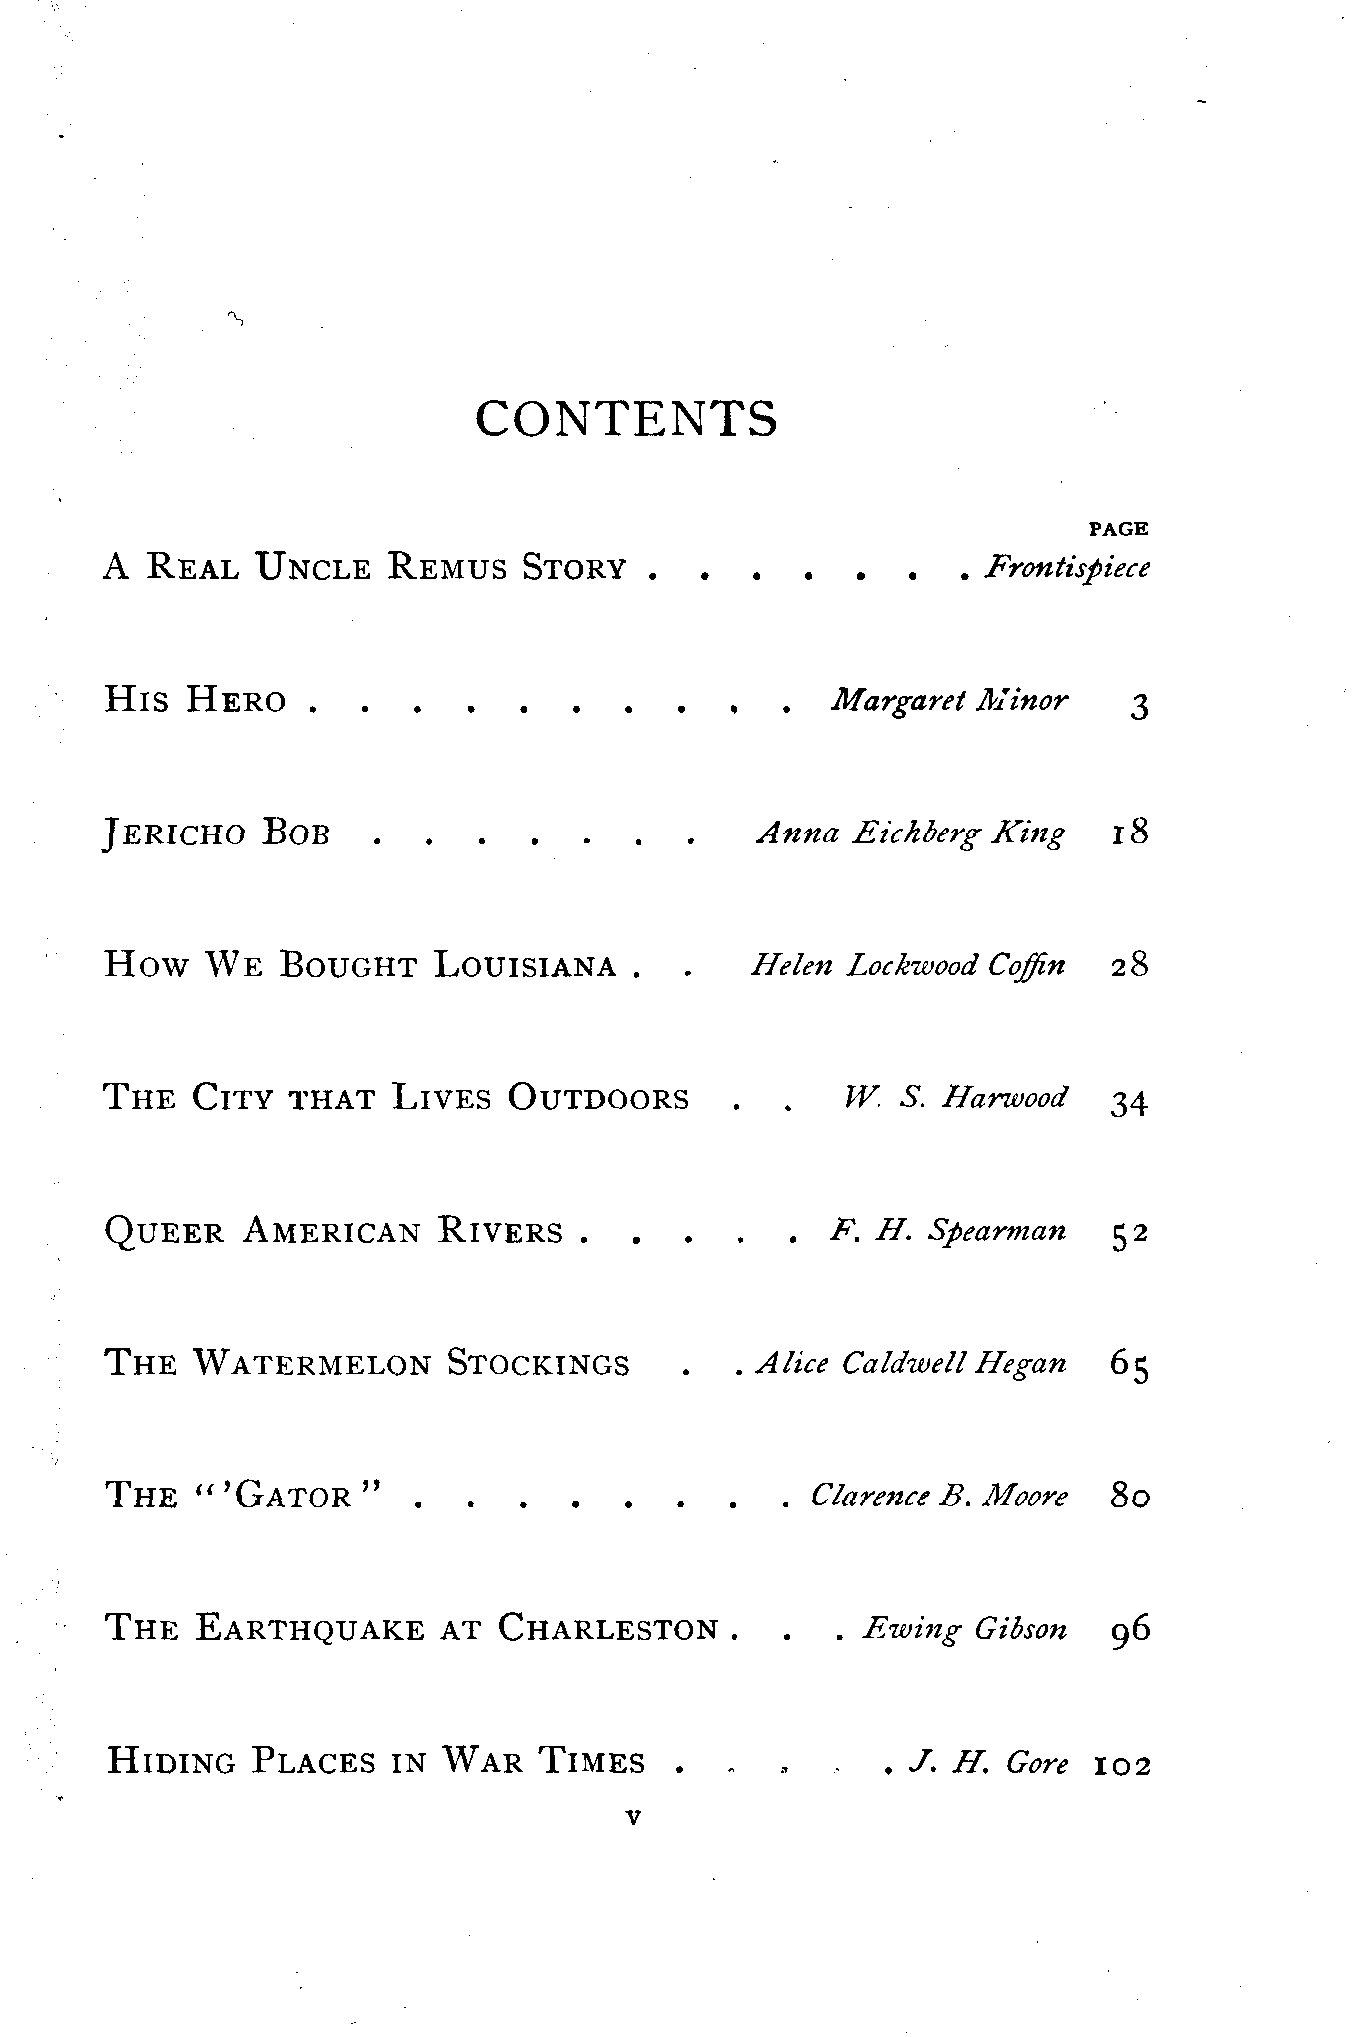 CONTENTS
PAGE
A REAL UNCLE REMUS STORY . . . . . . . Frontispiece
HIS HERO . . . . . . . . . . Margaret Minor 3
JERICHO BOB . . . . . . . Anna Eichberg King 18
HOW WE BOUGHT LOUISIANA . . Helen Lockwood Coffin 28
THE CITY THAT LIVES OUTDOORS . . W. S. Harwood 34
QUEER AMERICAN RIVERS . . . . . F. H. Spearman 52
THE WATERMELON STOCKINGS . . Alice Caldwell Hegan 65
THE "'GATOR" . . . . . . . . Clarence B. Moore 80
THE EARTHQUAKE AT CHARLESTON . . . Ewing Gibson 96
HIDING PLACES IN WAR TIMES . . . . . J. H. Gore 102
v